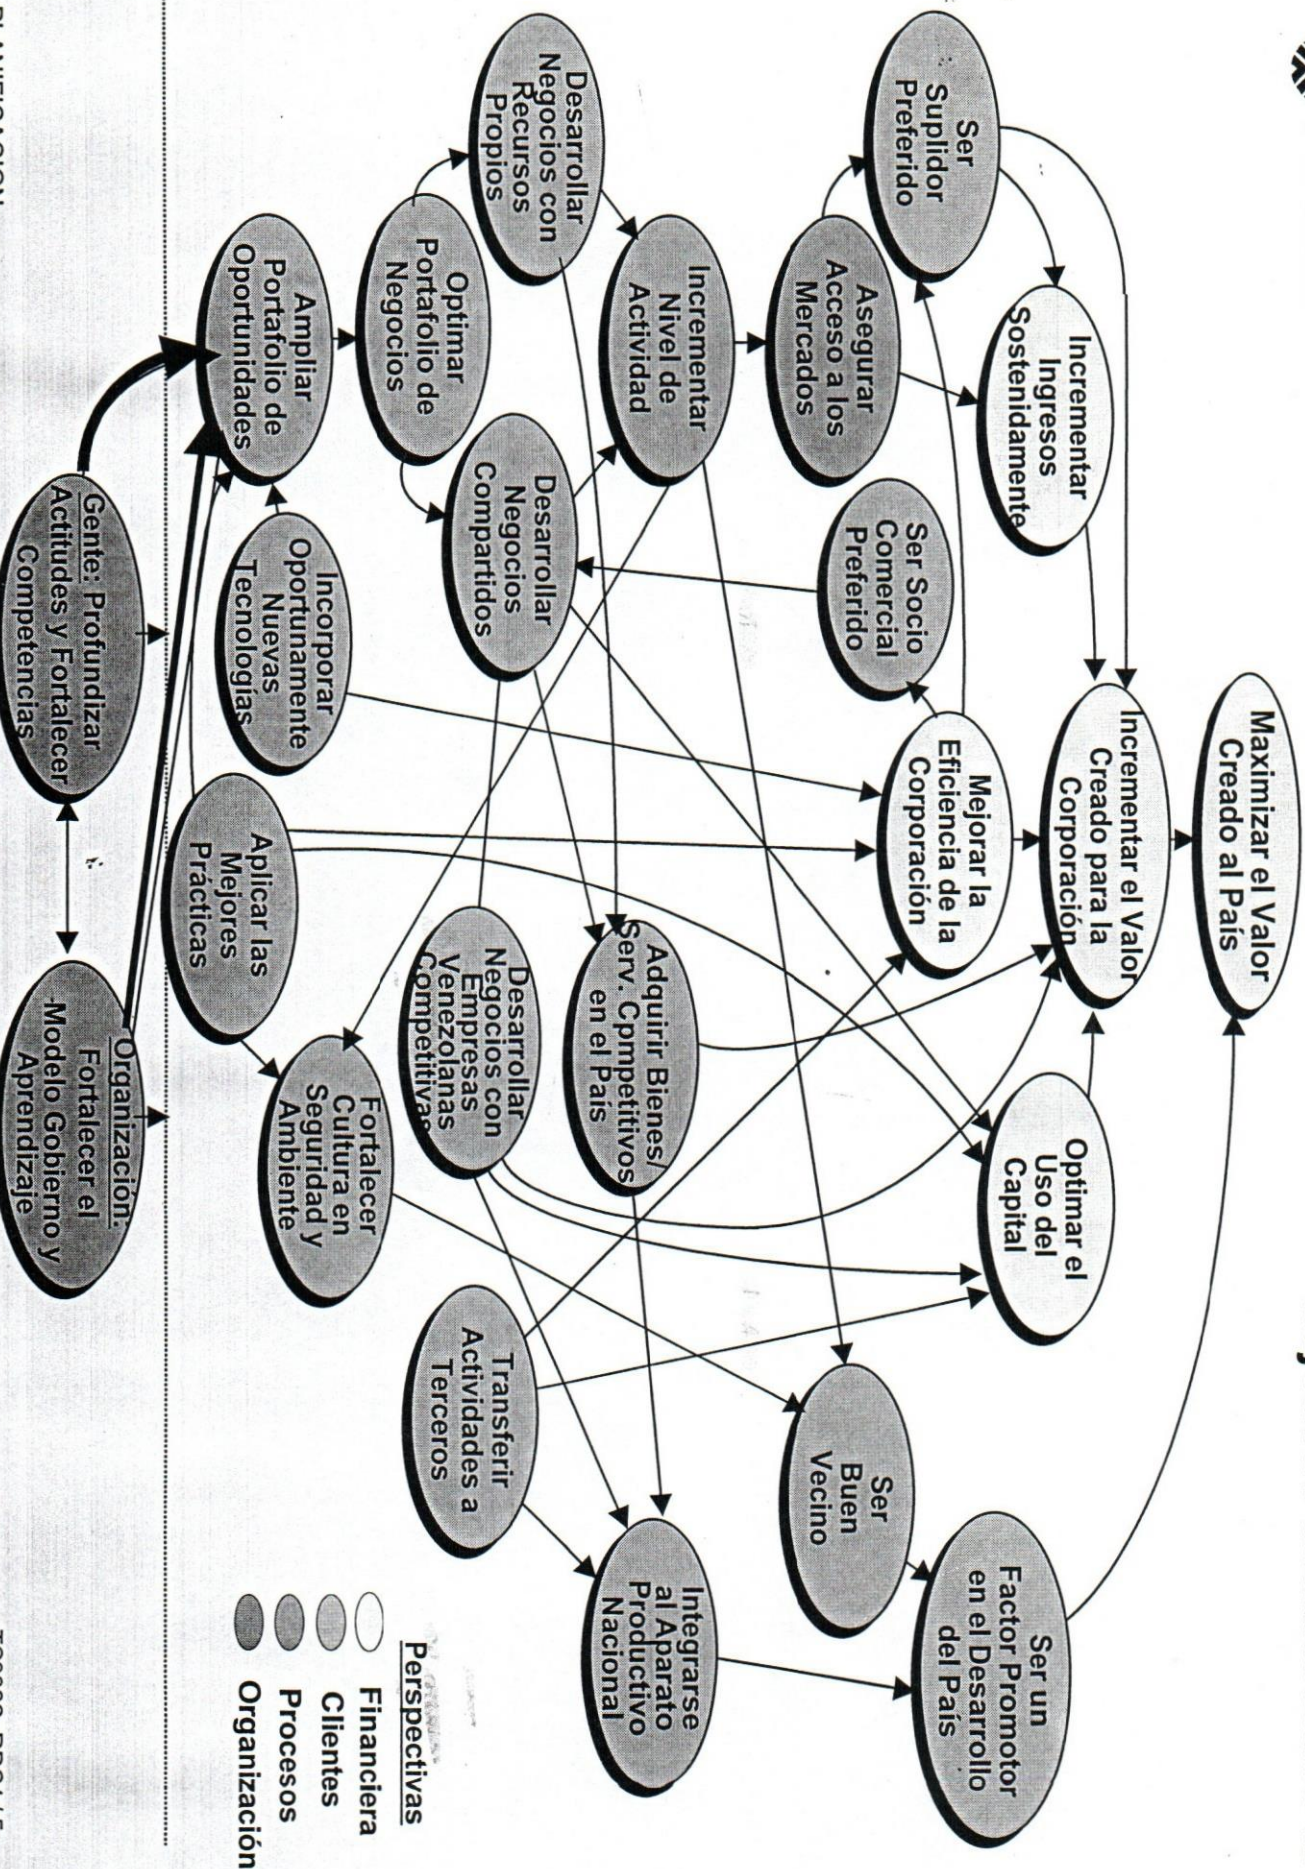 Maximizar el Valor
Creado al País
Incrementar el Valor
Creado para la
Corporación
Incrementar
Ingresos
Sostenidamente
Mejorar la
Eficiencia de la
Corporación
Optimar el
Uso del
Capital
Ser un
Factor Promotor
en el Desarrollo
del País
Ser
Suplidor
Preferido
Asegurar
Acceso a los
Mercados
Ser Socio
Comercial
Preferido
Ser
Buen
Vecino
Incrementar
Nivel de
Actividad
Adquirir Bienes/
Serv. Cpmpetitivos
en el País
Integrarse
al Aparato
Productivo
Nacional
Desarrollar
Negocios con
Recursos
Propios
Desarrollar
Negocios
Compartidos
Desarrollar
Negocios con
Empresas
Venezolanas
Competitivas
Transferir
Actividades a
Terceros
Optimar
Portafolio de
Negocios
Incorporar
Oportunamente
Nuevas
Tecnologías
Fortalecer
Cultura en
Seguridad y
Ambiente
Ampliar
Portafolio de
Oportunidades
Aplicar las
Mejores
Prácticas
Perspectivas
Financiera
Clientes
Procesos
Organización
Gente: Profundizar
Actitudes y Fortalecer
Competencias
Organización:
Fortalecer el
Modelo Gobierno y
Aprendizaje